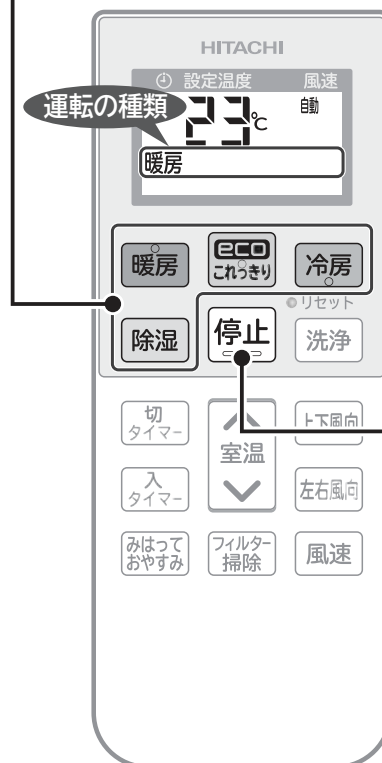 HITACHI
設定温度 風速
運転の種類
23℃ 自動
暖房
暖房 eco これっきり 冷房
リセット
除湿 停止 洗浄
切タイマー 上下風向
室温
入タイマー 左右風向
みはっておやすみ フィルター掃除 風速